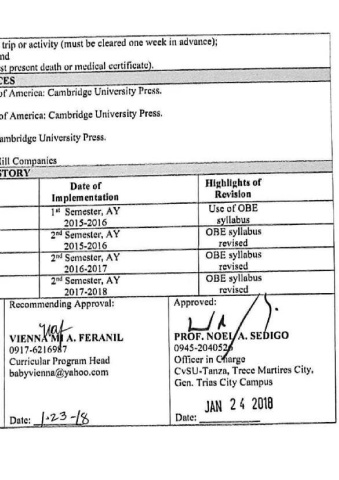 trip or activity (must be cleared one week in advance);
nd
st present death or medical certificate).
CES
of America: Cambridge University Press.
of America: Cambridge University Press.
ambridge University Press.
ill Companies
STORY
Date of Implementation
Highlights of Revision
1st Semester, AY 2015-2016
Use of OBE syllabus
2nd Semester, AY 2015-2016
OBE syllabus revised
2nd Semester, AY 2016-2017
OBE syllabus revised
2nd Semester, AY 2017-2018
OBE syllabus revised
Recommending Approval:
VIENNA MI A. FERANIL
0917-6216987
Curricular Program Head
babyvienna@yahoo.com
Date: 1-23-18
Approved:
PROF. NOEL A. SEDIGO
0945-2040526
Officer in Charge
CvSU-Tanza, Trece Martires City,
Gen. Trias City Campus
JAN 24 2018
Date: